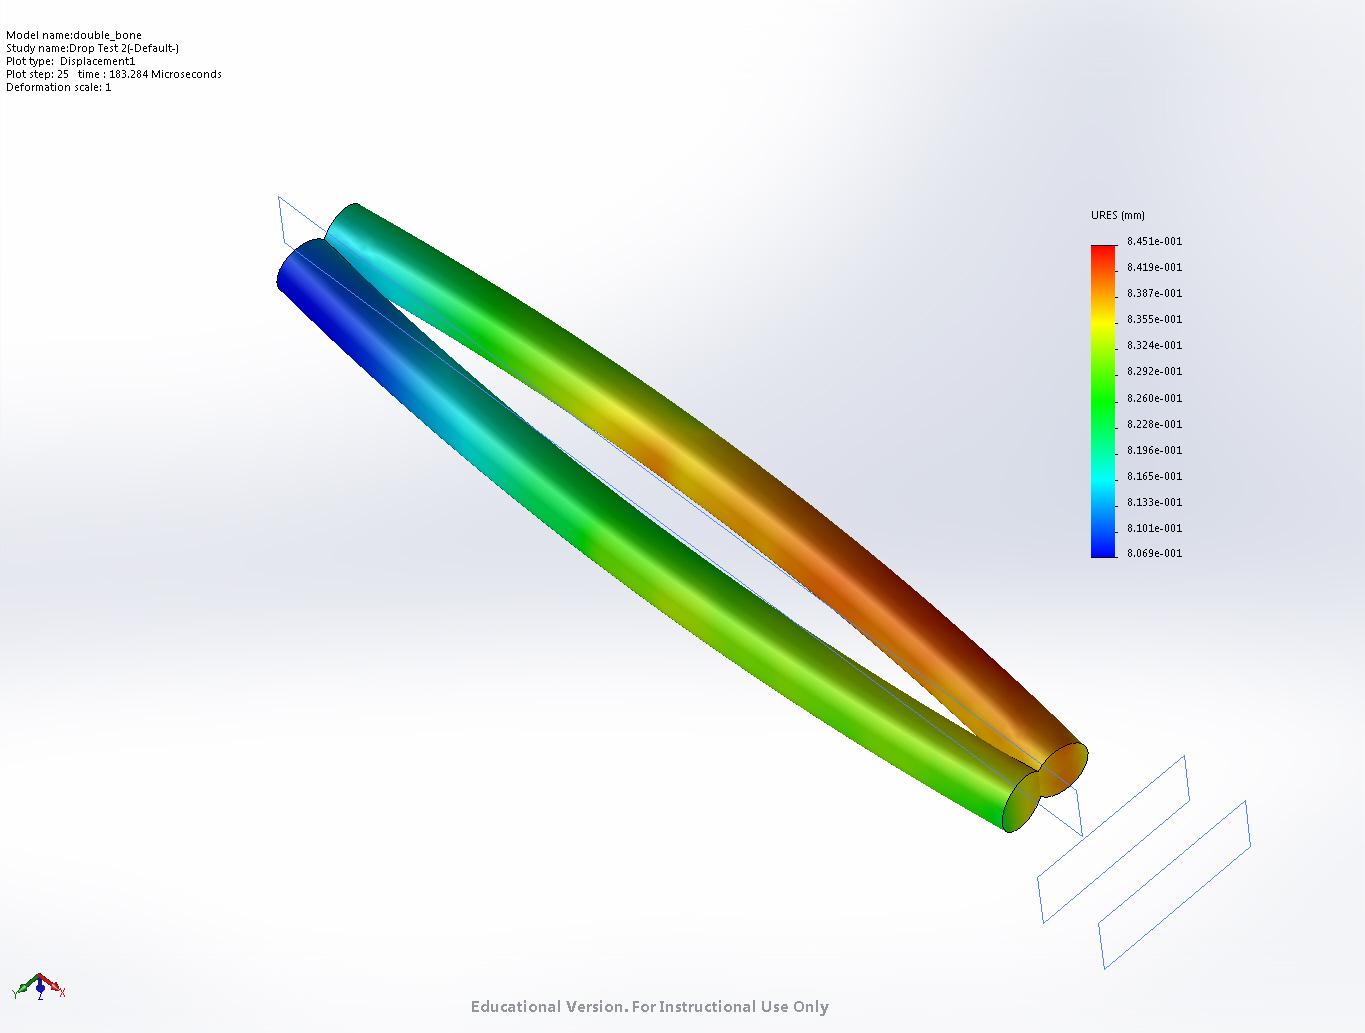 Model name:double_bone
Study name:Drop Test 2(-Default-)
Plot type:  Displacement1
Plot step: 25   time : 183.284 Microseconds
Deformation scale: 1
URES (mm)
8.451e-001
8.419e-001
8.387e-001
8.355e-001
8.324e-001
8.292e-001
8.260e-001
8.228e-001
8.196e-001
8.165e-001
8.133e-001
8.101e-001
8.069e-001
Y
Z
X
Educational Version. For Instructional Use Only